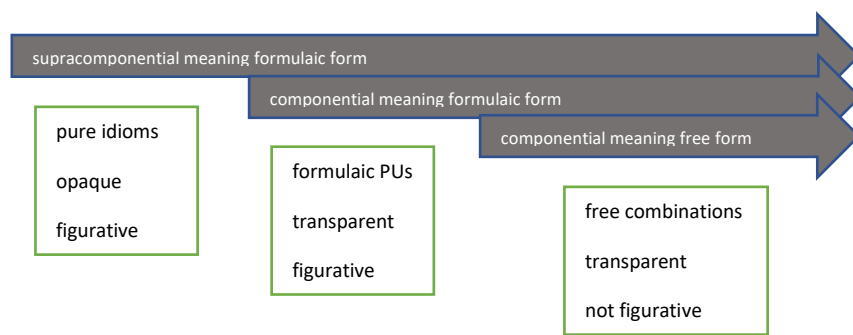 supracomponential meaning formulaic form
componential meaning formulaic form
componential meaning free form
pure idioms
opaque
figurative
formulaic PUs
transparent
figurative
free combinations
transparent
not figurative